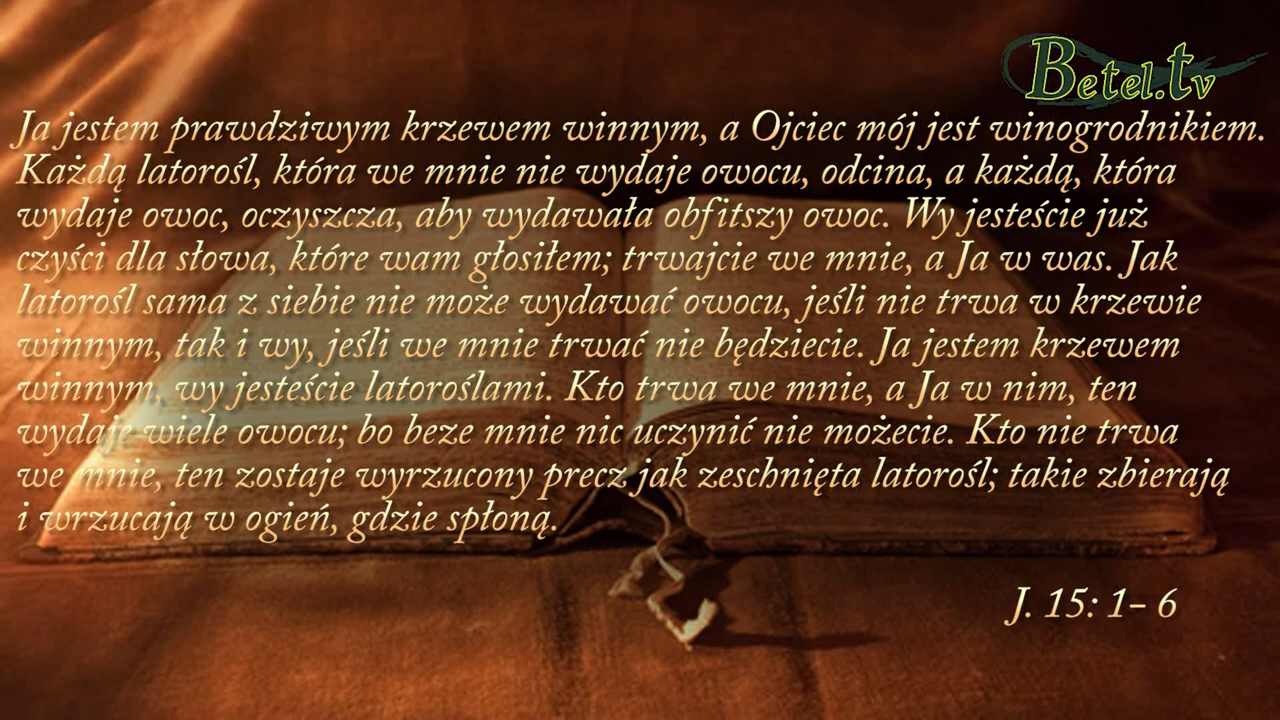 Betel.tv
Ja jestem prawdziwym krzewem winnym, a Ojciec mój jest winogrodnikiem.
Każdą latorośl, która we mnie nie wydaje owocu, odcina, a każdą, która
wydaje owoc, oczyszcza, aby wydawała obfitszy owoc. Wy jesteście już
czyści dla słowa, które wam głosiłem; trwajcie we mnie, a Ja w was. Jak
latorośl sama z siebie nie może wydawać owocu, jeśli nie trwa w krzewie
winnym, tak i wy, jeśli we mnie trwać nie będziecie. Ja jestem krzewem
winnym, wy jesteście latoroślami. Kto trwa we mnie, a Ja w nim, ten
wydaje wiele owocu; bo beze mnie nic uczynić nie możecie. Kto nie trwa
we mnie, ten zostaje wyrzucony precz jak zeschnięta latorośl; takie zbierają
i wrzucają w ogień, gdzie spłoną.
J. 15: 1– 6